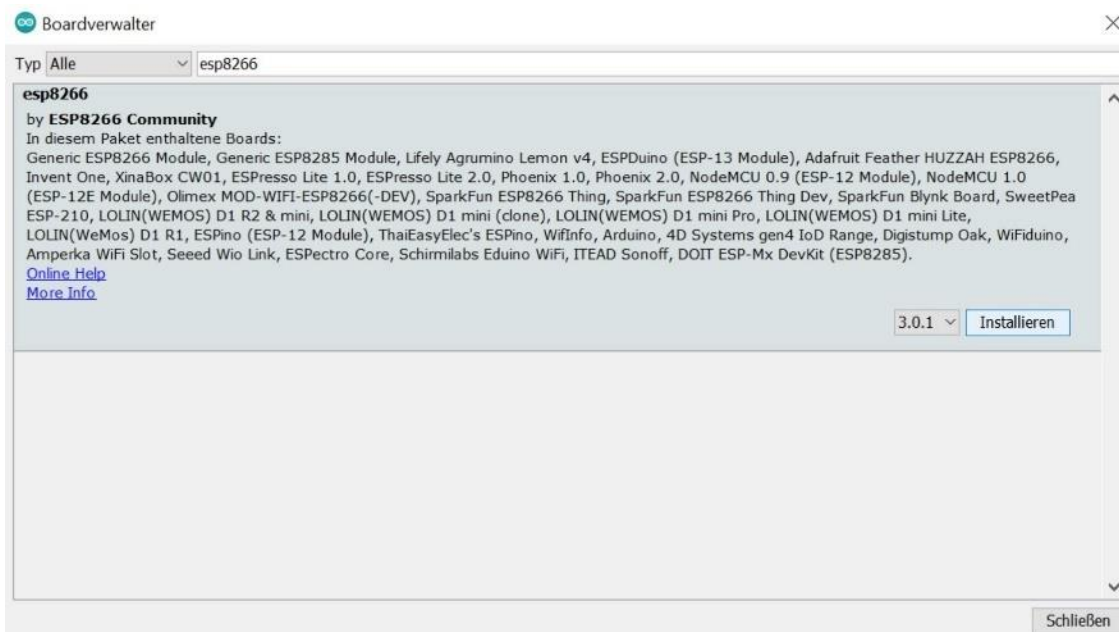 Boardverwalter
Typ Alle esp8266
esp8266
by ESP8266 Community
In diesem Paket enthaltene Boards:
Generic ESP8266 Module, Generic ESP8285 Module, Lifely Agrumino Lemon v4, ESPDuino (ESP-13 Module), Adafruit Feather HUZZAH ESP8266,
Invent One, XinaBox CW01, ESPresso Lite 1.0, ESPresso Lite 2.0, Phoenix 1.0, Phoenix 2.0, NodeMCU 0.9 (ESP-12 Module), NodeMCU 1.0
(ESP-12E Module), Olimex MOD-WIFI-ESP8266(-DEV), SparkFun ESP8266 Thing, SparkFun ESP8266 Thing Dev, SparkFun Blynk Board, SweetPea
ESP-210, LOLIN(WEMOS) D1 R2 & mini, LOLIN(WEMOS) D1 mini (clone), LOLIN(WEMOS) D1 mini Pro, LOLIN(WEMOS) D1 mini Lite,
LOLIN(WeMos) D1 R1, ESPino (ESP-12 Module), ThaiEasyElec's ESPino, WifInfo, Arduino, 4D Systems gen4 IoD Range, Digistump Oak, WiFiduino,
Amperka WiFi Slot, Seeed Wio Link, ESPectro Core, Schirmilabs Eduino WiFi, ITEAD Sonoff, DOIT ESP-Mx DevKit (ESP8285).
Online Help
More Info
3.0.1 Installieren
Schließen